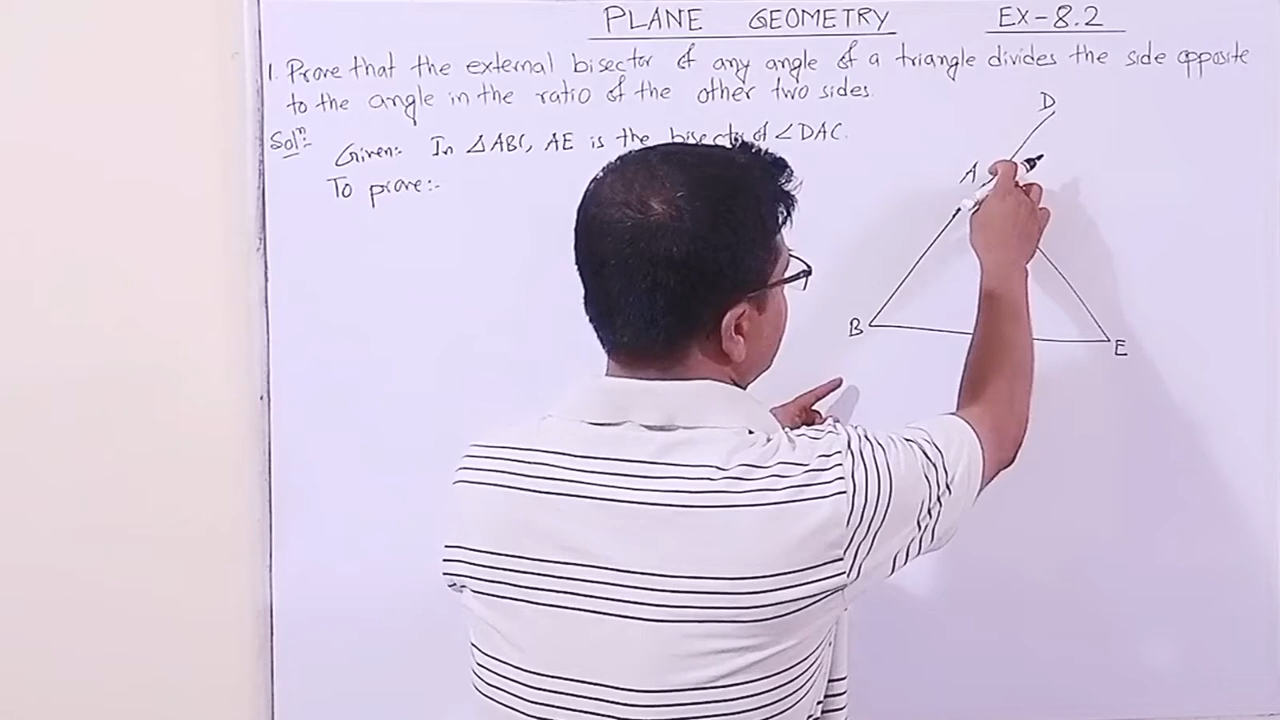 PLANE GEOMETRY EX-8.2
1. Prove that the external bisector of any angle of a triangle divides the side opposite
to the angle in the ratio of the other two sides.
Solⁿ:- Given:- In △ABC, AE is the bisector of ∠DAC.
To prove:-
D
A
B
E